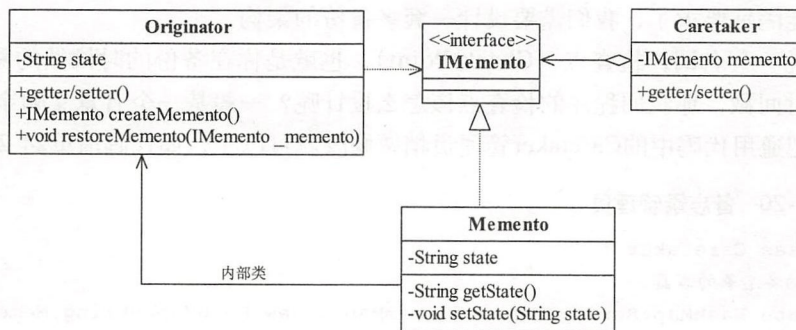 Originator
-String state
+getter/setter()
+IMemento createMemento()
+void restoreMemento(IMemento _memento)
<<interface>>
IMemento
Caretaker
-IMemento memento
+getter/setter()
内部类
Memento
-String state
-String getState()
-void setState(String state)